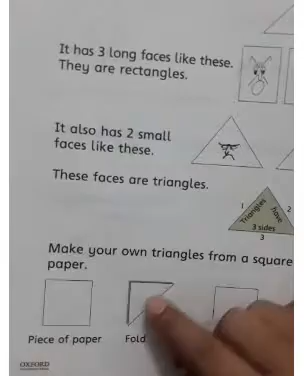 It has 3 long faces like these.
They are rectangles.
It also has 2 small
faces like these.
These faces are triangles.
1 Triangles have 2
3 sides
3
Make your own triangles from a square
paper.
Piece of paper Fold
OXFORD